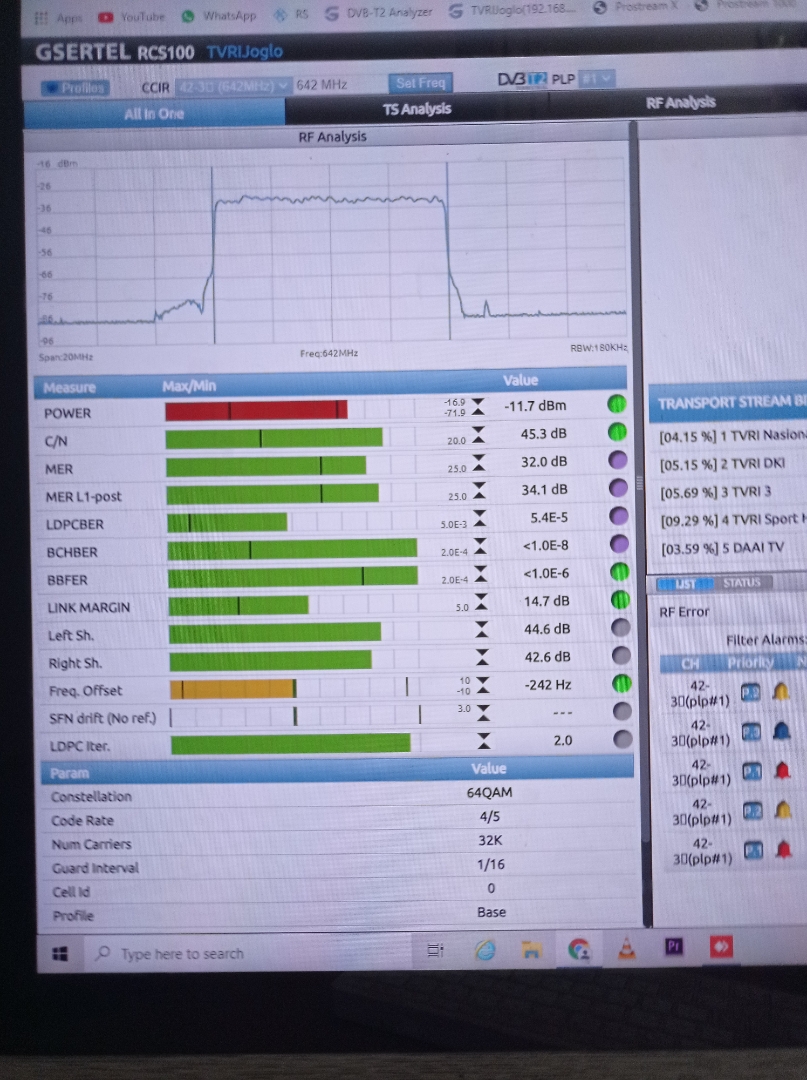 Apps YouTube WhatsApp RS DVB-T2 Analyzer TVRIJoglo(192.168.... Prostream X Prostream 1000
GSERTEL RCS100 TVRIJoglo
Profiles CCIR (642MHz) 642 MHz Set Freq DVB T2 PLP #1
All In One TS Analysis RF Analysis
RF Analysis
-16 dBm
-26
-36
-46
-56
-66
-76
-86
-96
Span:20MHz Freq:642MHz RBW:180KHz
Measure Max/Min Value
POWER -16.9 -71.9 -11.7 dBm
C/N 20.0 45.3 dB
MER 25.0 32.0 dB
MER L1-post 25.0 34.1 dB
LDPCBER 5.0E-3 5.4E-5
BCHBER 2.0E-4 <1.0E-8
BBFER 2.0E-4 <1.0E-6
LINK MARGIN 5.0 14.7 dB
Left Sh. 44.6 dB
Right Sh. 42.6 dB
Freq. Offset 10 -10 -242 Hz
SFN drift (No ref.) 3.0 ---
LDPC Iter. 2.0
Param Value
Constellation 64QAM
Code Rate 4/5
Num Carriers 32K
Guard Interval 1/16
Cell Id 0
Profile Base
TRANSPORT STREAM
[04.15 %] 1 TVRI Nasion
[05.15 %] 2 TVRI DKI
[05.69 %] 3 TVRI 3
[09.29 %] 4 TVRI Sport H
[03.59 %] 5 DAAI TV
LIST STATUS
RF Error
Filter Alarms:
CH Priority
42-
3▯(plp#1)
42-
3▯(plp#1)
42-
3▯(plp#1) P.1
42-
3▯(plp#1) P.2
42-
3▯(plp#1) P.1
Type here to search Pr